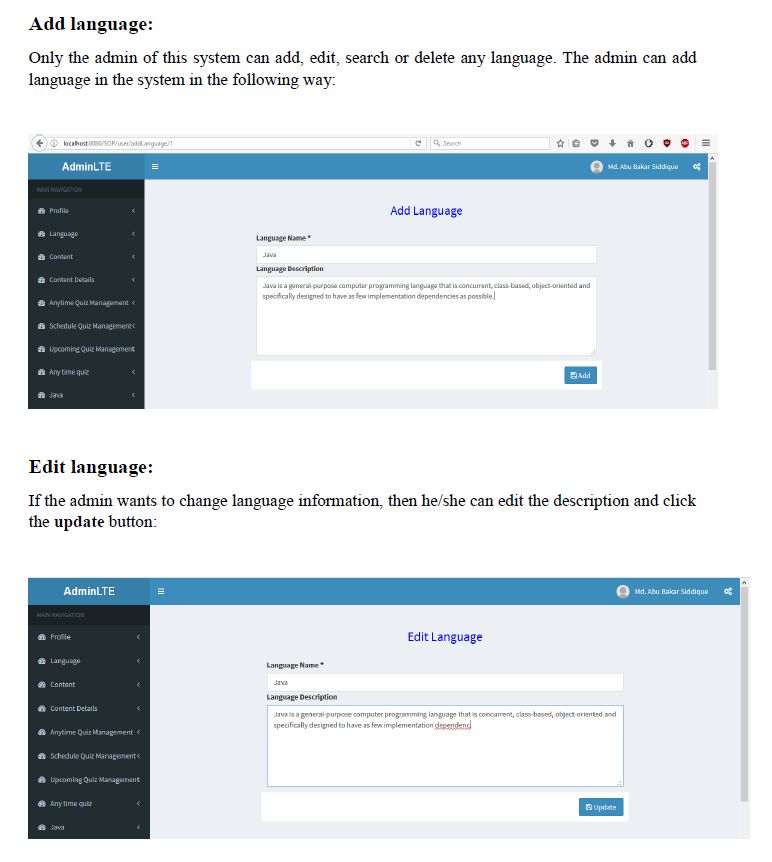 Add language:
Only the admin of this system can add, edit, search or delete any language. The admin can add
language in the system in the following way:
localhost:8080/SOP/user/addLanguage/1
Search
AdminLTE
Md. Abu Bakar Siddique
MAIN NAVIGATION
Profile
Language
Content
Content Details
Anytime Quiz Management
Schedule Quiz Management
Upcoming Quiz Management
Any time quiz
Java
Add Language
Language Name *
Java
Language Description
Java is a general-purpose computer programming language that is concurrent, class-based, object-oriented and
specifically designed to have as few implementation dependencies as possible.
Add
Edit language:
If the admin wants to change language information, then he/she can edit the description and click
the update button:
AdminLTE
Md. Abu Bakar Siddique
MAIN NAVIGATION
Profile
Language
Content
Content Details
Anytime Quiz Management
Schedule Quiz Management
Upcoming Quiz Management
Any time quiz
Java
Edit Language
Language Name *
Java
Language Description
Java is a general-purpose computer programming language that is concurrent, class-based, object-oriented and
specifically designed to have as few implementation dependenc
Update